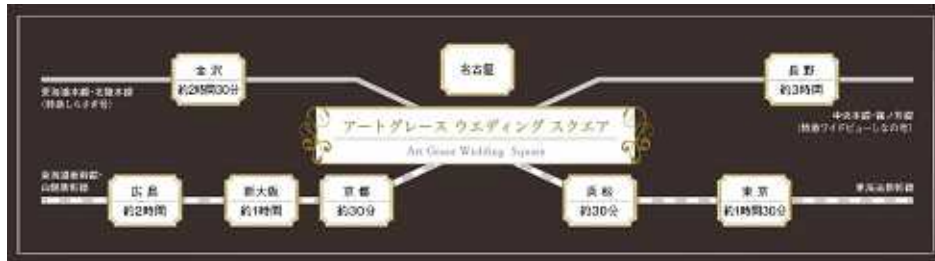 金沢
約2時間30分
名古屋
長野
約3時間
東海道本線・北陸本線
(特急しらさぎ号)
中央本線・篠ノ井線
(特急ワイドビューしなの号)
アートグレース ウエディング スクエア
Art Grace Wedding Square
東海道新幹線・
山陽新幹線
広島
約2時間
新大阪
約1時間
京都
約30分
浜松
約30分
東京
約1時間30分
東海道新幹線